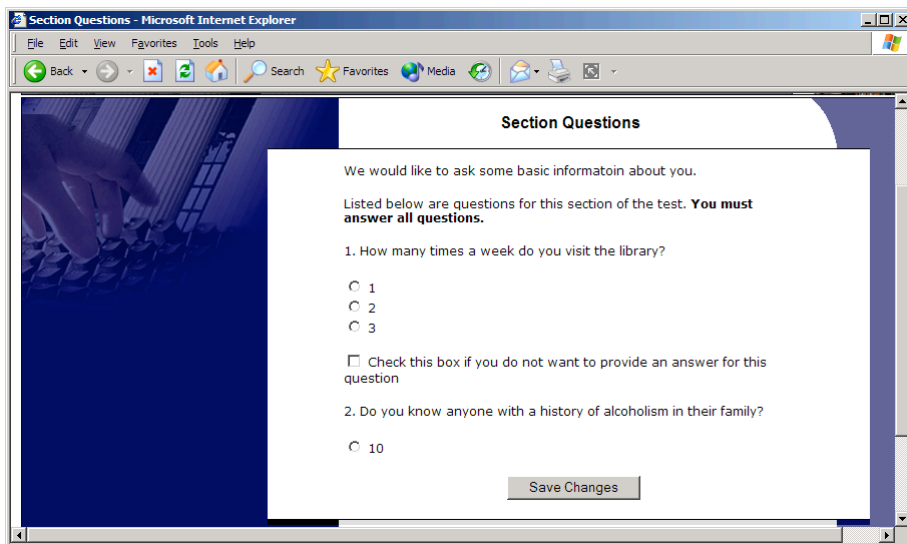 Section Questions - Microsoft Internet Explorer
File Edit View Favorites Tools Help
Back Search Favorites Media
Section Questions
We would like to ask some basic informatoin about you.
Listed below are questions for this section of the test. You must
answer all questions.
1. How many times a week do you visit the library?
1
2
3
Check this box if you do not want to provide an answer for this
question
2. Do you know anyone with a history of alcoholism in their family?
10
Save Changes